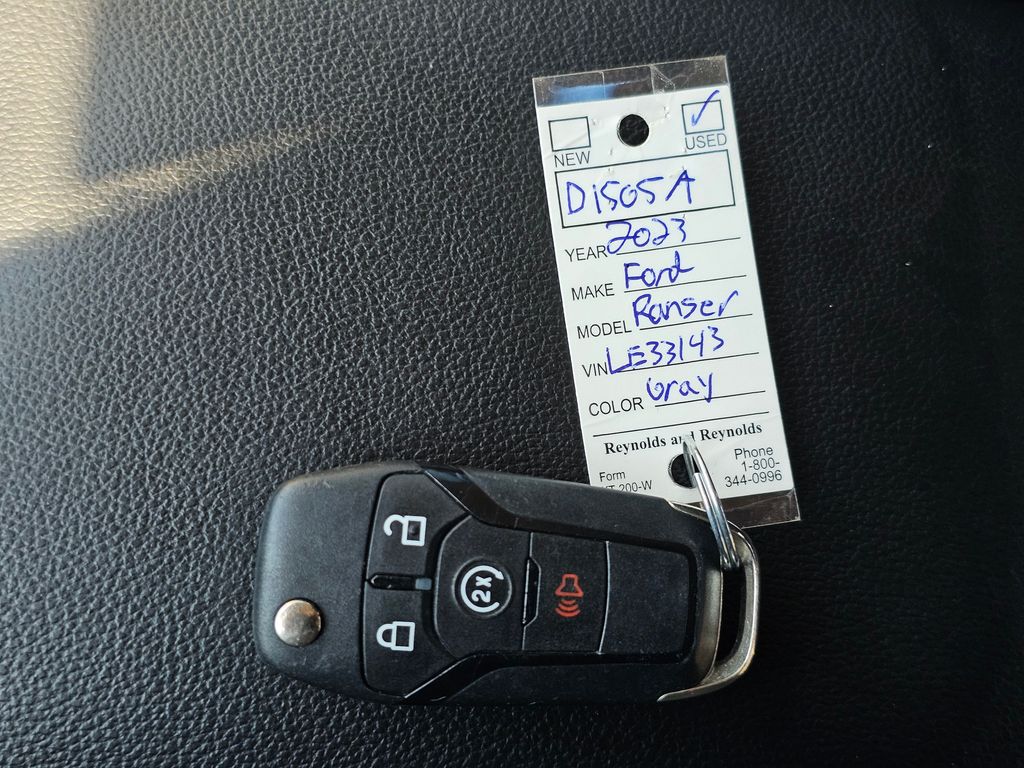 NEW USED
D1505A
YEAR 2023
MAKE Ford
MODEL Ranger
VIN LE33143
COLOR Gray
Reynolds and Reynolds
Form Phone
T-200-W 1-800-
344-0996
2x